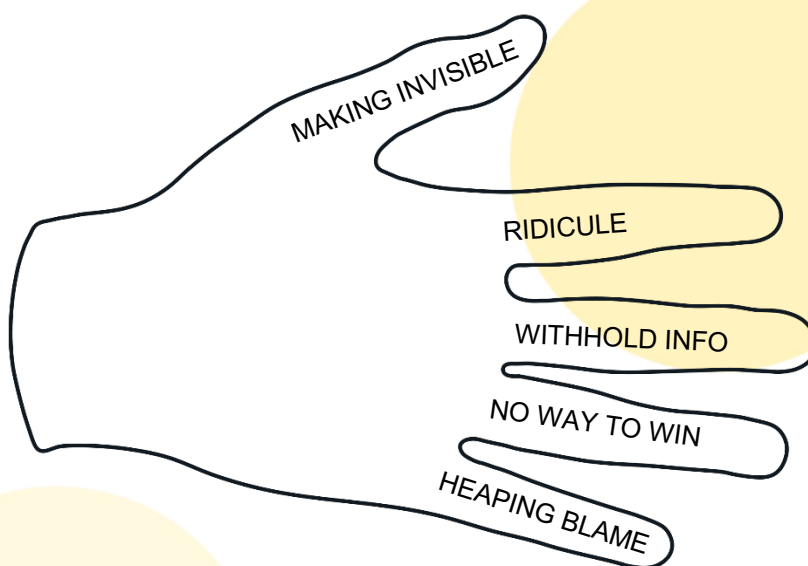 MAKING INVISIBLE
RIDICULE
WITHHOLD INFO
NO WAY TO WIN
HEAPING BLAME